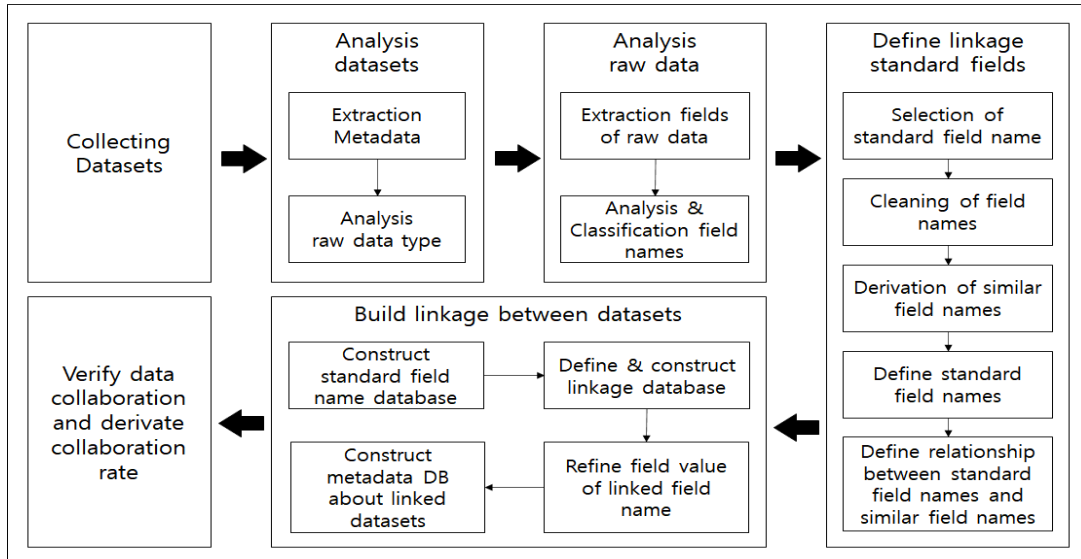 Collecting
Datasets
Analysis
datasets
Extraction
Metadata
Analysis
raw data type
Analysis
raw data
Extraction fields
of raw data
Analysis &
Classification field
names
Define linkage
standard fields
Selection of
standard field name
Cleaning of field
names
Derivation of similar
field names
Define standard
field names
Define relationship
between standard
field names and
similar field names
Build linkage between datasets
Construct
standard field
name database
Define & construct
linkage database
Refine field value
of linked field
name
Construct
metadata DB
about linked
datasets
Verify data
collaboration
and derivate
collaboration
rate